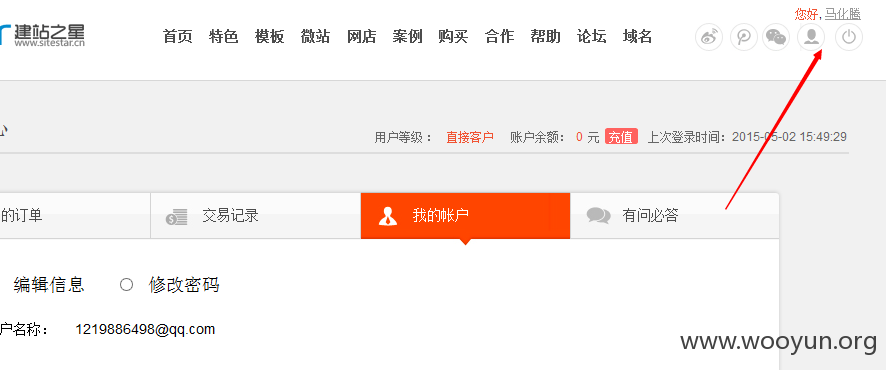 您好, 马化腾
建站之星
www.sitestar.cn
首页 特色 模板 微站 网店 案例 购买 合作 帮助 论坛 域名
心
用户等级： 直接客户 账户余额： 0 元 充值 上次登录时间： 2015-05-02 15:49:29
的订单 交易记录 我的帐户 有问必答
编辑信息 修改密码
户名称： 1219886498@qq.com
www.wooyun.org